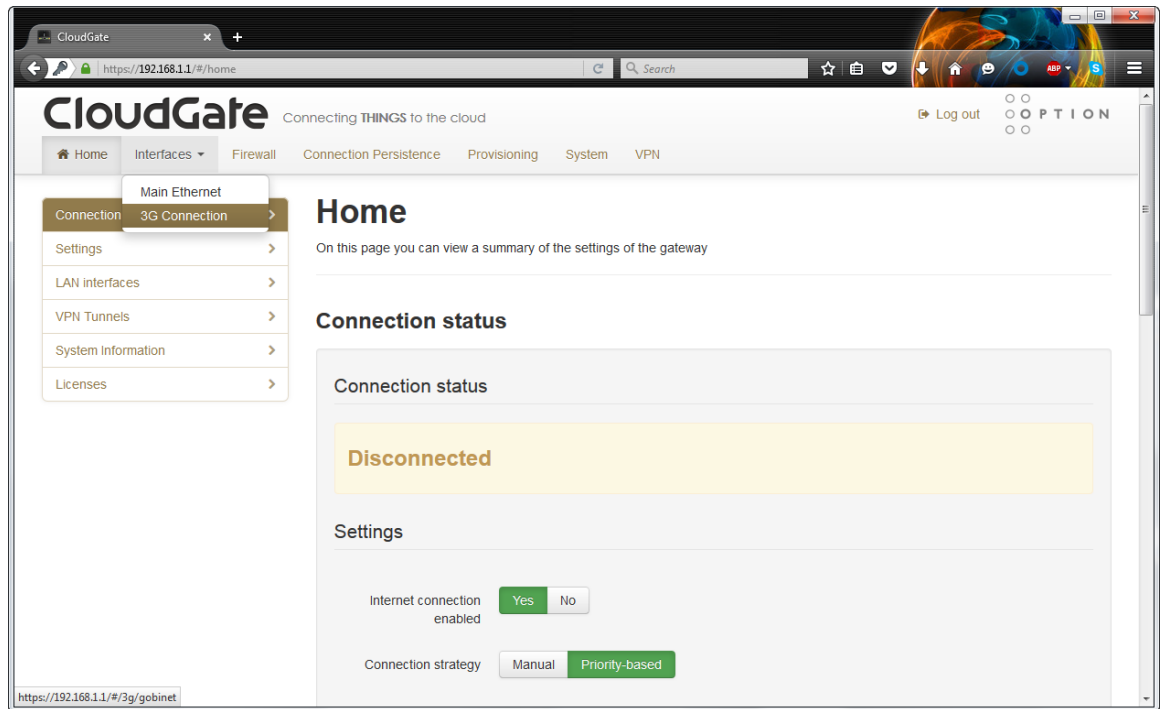 CloudGate
https://192.168.1.1/#/home
Search
ABP
S
CloudGate Connecting THINGS to the cloud
Log out
OPTION
Home Interfaces Firewall Connection Persistence Provisioning System VPN
Main Ethernet
3G Connection
Connection
Settings
LAN interfaces
VPN Tunnels
System Information
Licenses
Home
On this page you can view a summary of the settings of the gateway
Connection status
Connection status
Disconnected
Settings
Internet connection
enabled
Yes No
Connection strategy Manual Priority-based
https://192.168.1.1/#/3g/gobinet